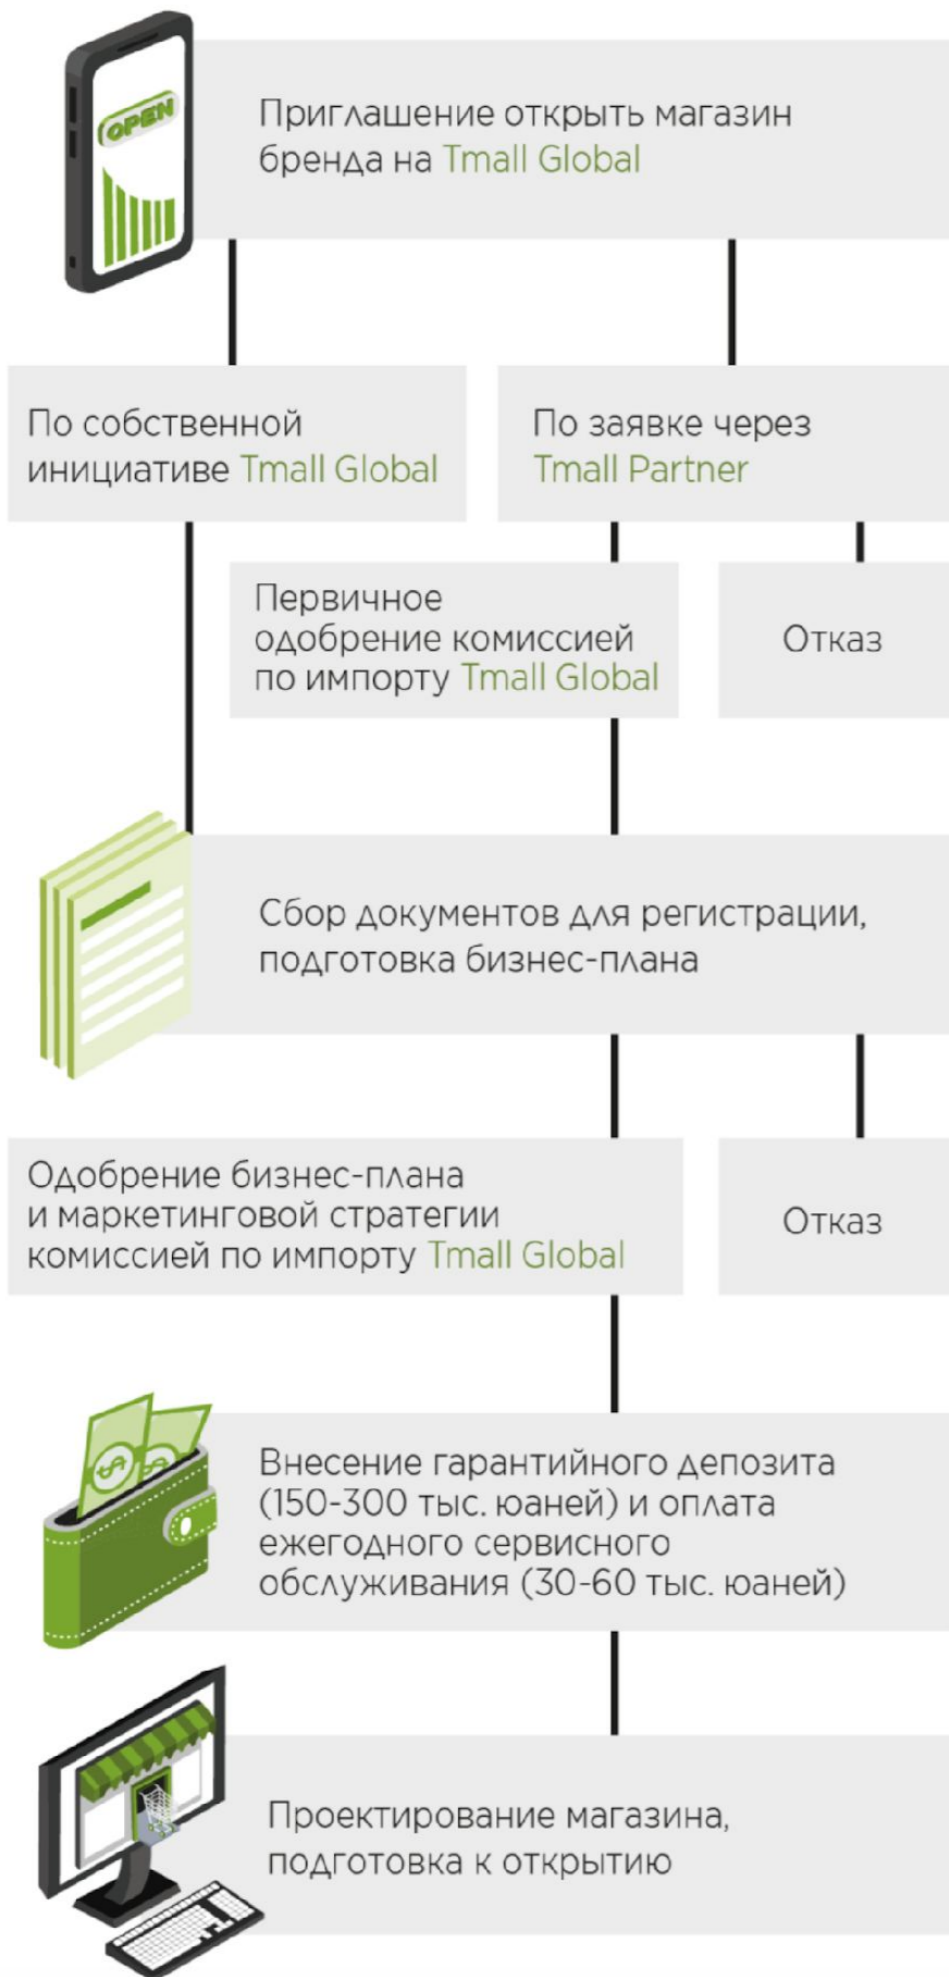 OPEN
Приглашение открыть магазин
бренда на Tmall Global
По собственной
инициативе Tmall Global
По заявке через
Tmall Partner
Первичное
одобрение комиссией
по импорту Tmall Global
Отказ
Сбор документов для регистрации,
подготовка бизнес-плана
Одобрение бизнес-плана
и маркетинговой стратегии
комиссией по импорту Tmall Global
Отказ
Внесение гарантийного депозита
(150-300 тыс. юаней) и оплата
ежегодного сервисного
обслуживания (30-60 тыс. юаней)
Проектирование магазина,
подготовка к открытию